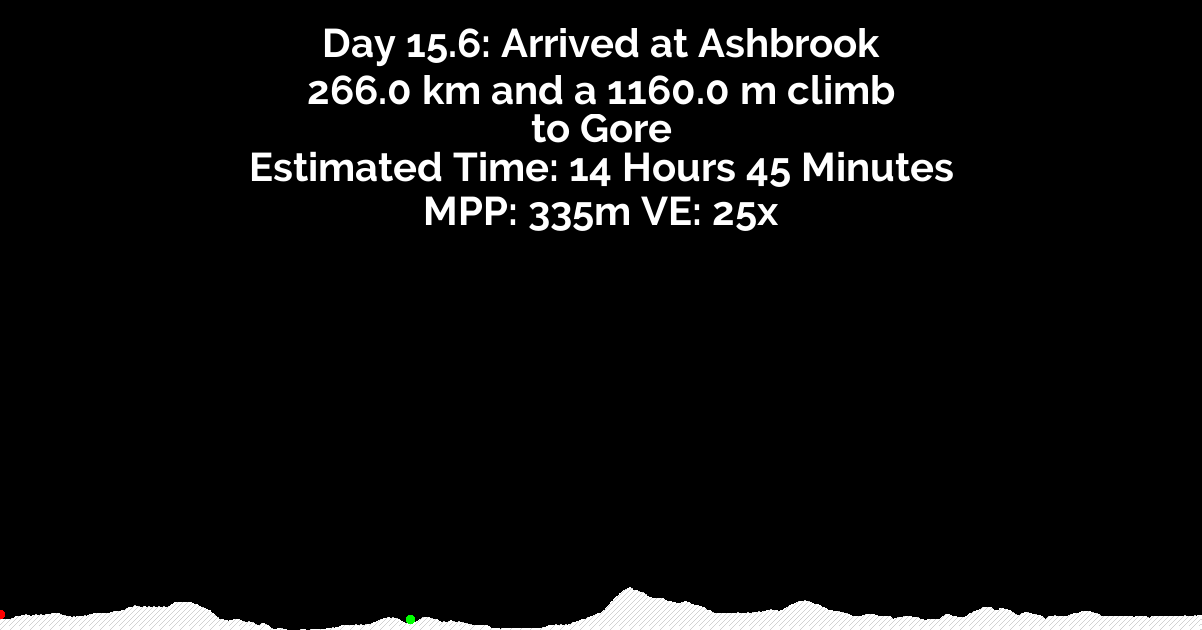 Day 15.6: Arrived at Ashbrook
266.0 km and a 1160.0 m climb
to Gore
Estimated Time: 14 Hours 45 Minutes
MPP: 335m VE: 25x